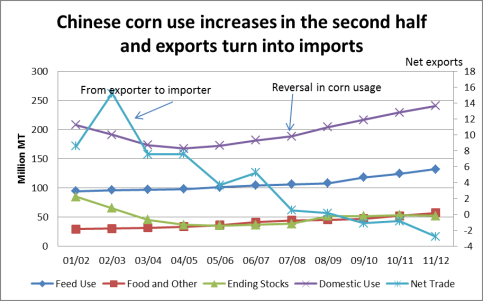 Chinese corn use increases in the second half
and exports turn into imports
Net exports
Million MT
300
250
200
150
100
50
0
18
16
14
12
10
8
6
4
2
0
-2
-4
From exporter to importer
Reversal in corn usage
01/02 02/03 03/04 04/05 05/06 06/07 07/08 08/09 09/10 10/11 11/12
Feed Use Food and Other Ending Stocks Domestic Use Net Trade